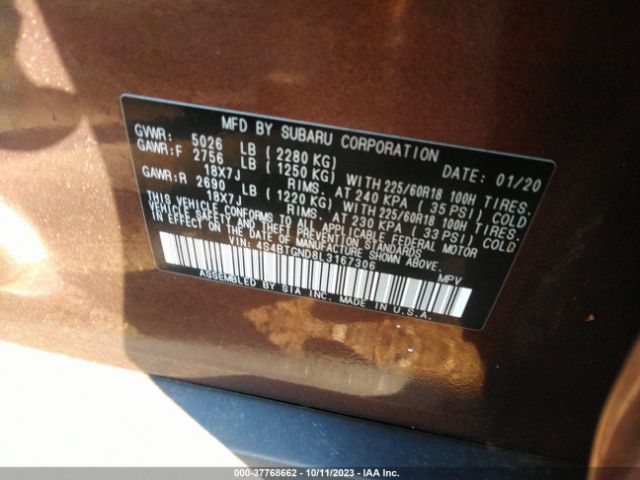 MFD BY SUBARU CORPORATION DATE: 01/20
GVWR: 5026 LB (2280 KG)
GAWR:F 2756 LB (1250 KG) WITH 225/60R18 100H TIRES.
18X7J RIMS. AT 240 KPA (35 PSI) COLD
GAWR:R 2690 LB (1220 KG) WITH 225/60R18 100H TIRES.
18X7J RIMS. AT 230 KPA (33 PSI) COLD
THIS VEHICLE CONFORMS TO ALL APPLICABLE FEDERAL MOTOR
VEHICLE SAFETY AND THEFT PREVENTION STANDARDS
IN EFFECT ON THE DATE OF MANUFACTURE SHOWN ABOVE.
VIN: 4S4BTGND8L3167306 MPV
ASSEMBLED BY SIA INC. MADE IN U.S.A.
000-37768662 - 10/11/2023 - IAA Inc.